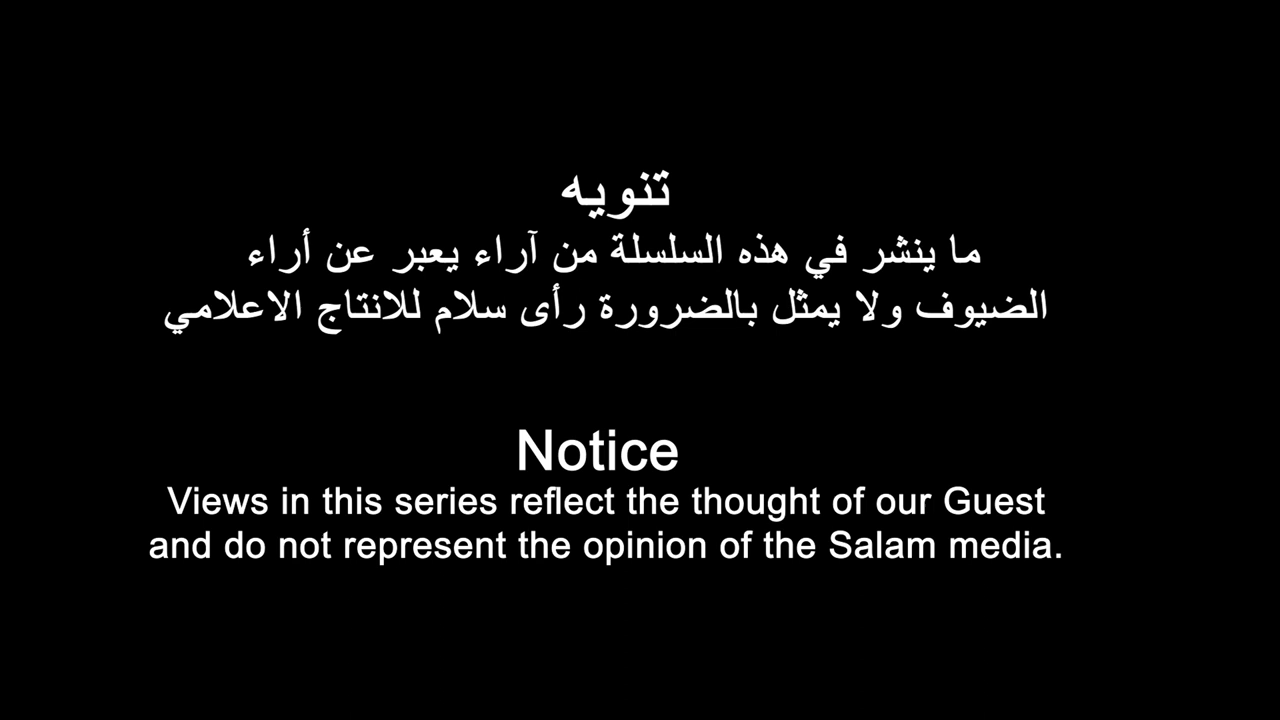 تنويه
ما ينشر في هذه السلسلة من آراء يعبر عن أراء
الضيوف ولا يمثل بالضرورة رأى سلام للانتاج الاعلامي
Notice
Views in this series reflect the thought of our Guest
and do not represent the opinion of the Salam media.